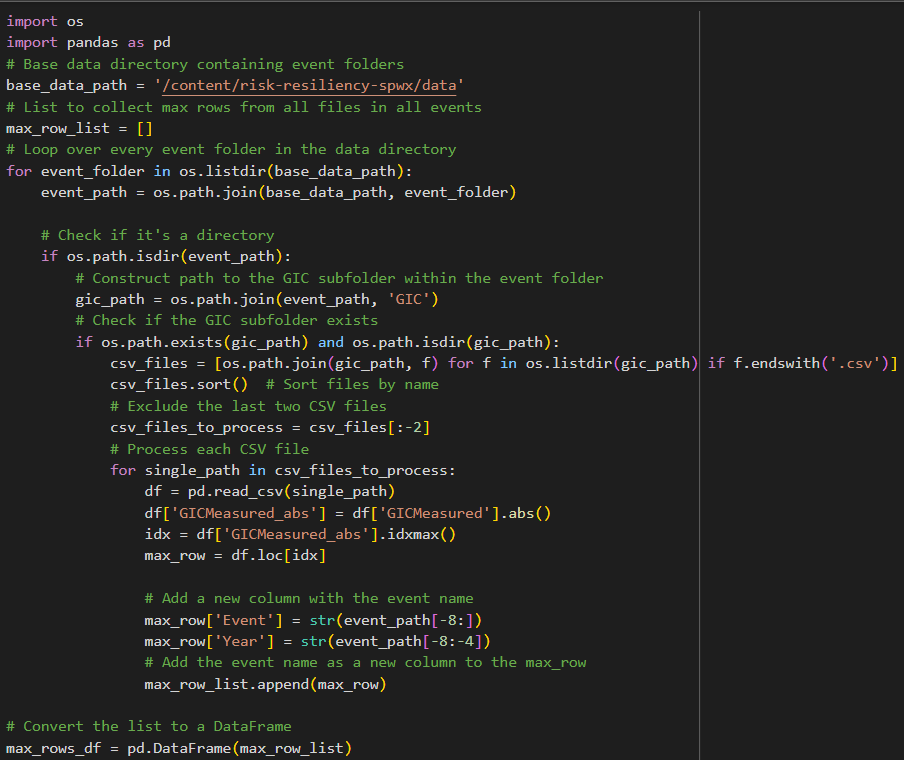 import os
import pandas as pd
# Base data directory containing event folders
base_data_path = '/content/risk-resiliency-spwx/data'
# List to collect max rows from all files in all events
max_row_list = []
# Loop over every event folder in the data directory
for event_folder in os.listdir(base_data_path):
    event_path = os.path.join(base_data_path, event_folder)

    # Check if it's a directory
    if os.path.isdir(event_path):
        # Construct path to the GIC subfolder within the event folder
        gic_path = os.path.join(event_path, 'GIC')
        # Check if the GIC subfolder exists
        if os.path.exists(gic_path) and os.path.isdir(gic_path):
            csv_files = [os.path.join(gic_path, f) for f in os.listdir(gic_path) if f.endswith('.csv')]
            csv_files.sort()  # Sort files by name
            # Exclude the last two CSV files
            csv_files_to_process = csv_files[:-2]
            # Process each CSV file
            for single_path in csv_files_to_process:
                df = pd.read_csv(single_path)
                df['GICMeasured_abs'] = df['GICMeasured'].abs()
                idx = df['GICMeasured_abs'].idxmax()
                max_row = df.loc[idx]

                # Add a new column with the event name
                max_row['Event'] = str(event_path[-8:])
                max_row['Year'] = str(event_path[-8:-4])
                # Add the event name as a new column to the max_row
                max_row_list.append(max_row)

# Convert the list to a DataFrame
max_rows_df = pd.DataFrame(max_row_list)